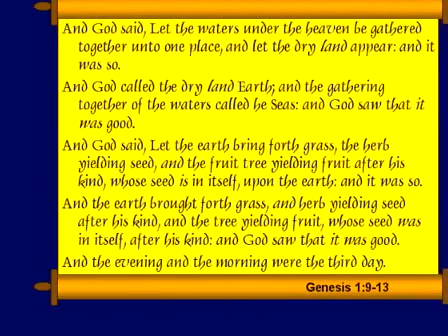 And God said, Let the waters under the heaven be gathered
together unto one place, and let the dry land appear: and it
was so.
And God called the dry land Earth; and the gathering
together of the waters called he Seas: and God saw that it
was good.
And God said, Let the earth bring forth grass, the herb
yielding seed, and the fruit tree yielding fruit after his
kind, whose seed is in itself, upon the earth: and it was so.
And the earth brought forth grass, and herb yielding seed
after his kind, and the tree yielding fruit, whose seed was
in itself, after his kind: and God saw that it was good.
And the evening and the morning were the third day.
Genesis 1:9-13